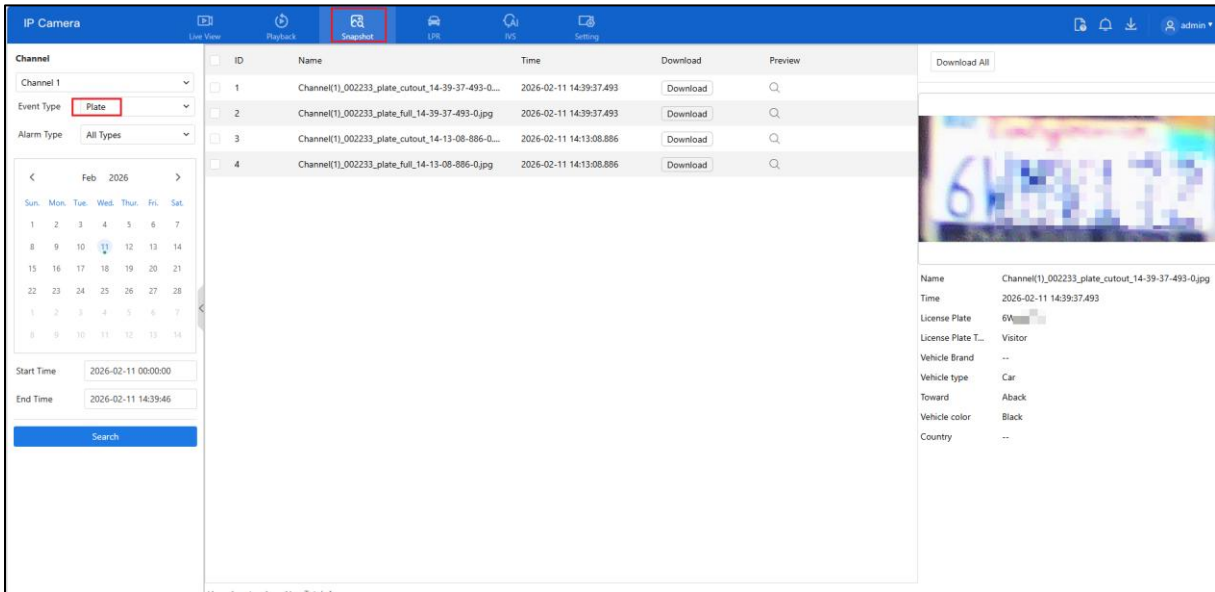 IP Camera
Live View
Playback
Snapshot
LPR
IVS
Setting
admin
Channel
Channel 1
Event Type Plate
Alarm Type All Types
Feb 2026
Sun. Mon. Tue. Wed. Thur. Fri. Sat.
1 2 3 4 5 6 7
8 9 10 11 12 13 14
15 16 17 18 19 20 21
22 23 24 25 26 27 28
1 2 3 4 5 6 7
8 9 10 11 12 13 14
Start Time 2026-02-11 00:00:00
End Time 2026-02-11 14:39:46
Search
ID Name Time Download Preview
1 Channel(1)_002233_plate_cutout_14-39-37-493-0.... 2026-02-11 14:39:37.493 Download
2 Channel(1)_002233_plate_full_14-39-37-493-0.jpg 2026-02-11 14:39:37.493 Download
3 Channel(1)_002233_plate_cutout_14-13-08-886-0.... 2026-02-11 14:13:08.886 Download
4 Channel(1)_002233_plate_full_14-13-08-886-0.jpg 2026-02-11 14:13:08.886 Download
Download All
Name Channel(1)_002233_plate_cutout_14-39-37-493-0.jpg
Time 2026-02-11 14:39:37.493
License Plate
License Plate T... Visitor
Vehicle Brand --
Vehicle type Car
Toward Aback
Vehicle color Black
Country --